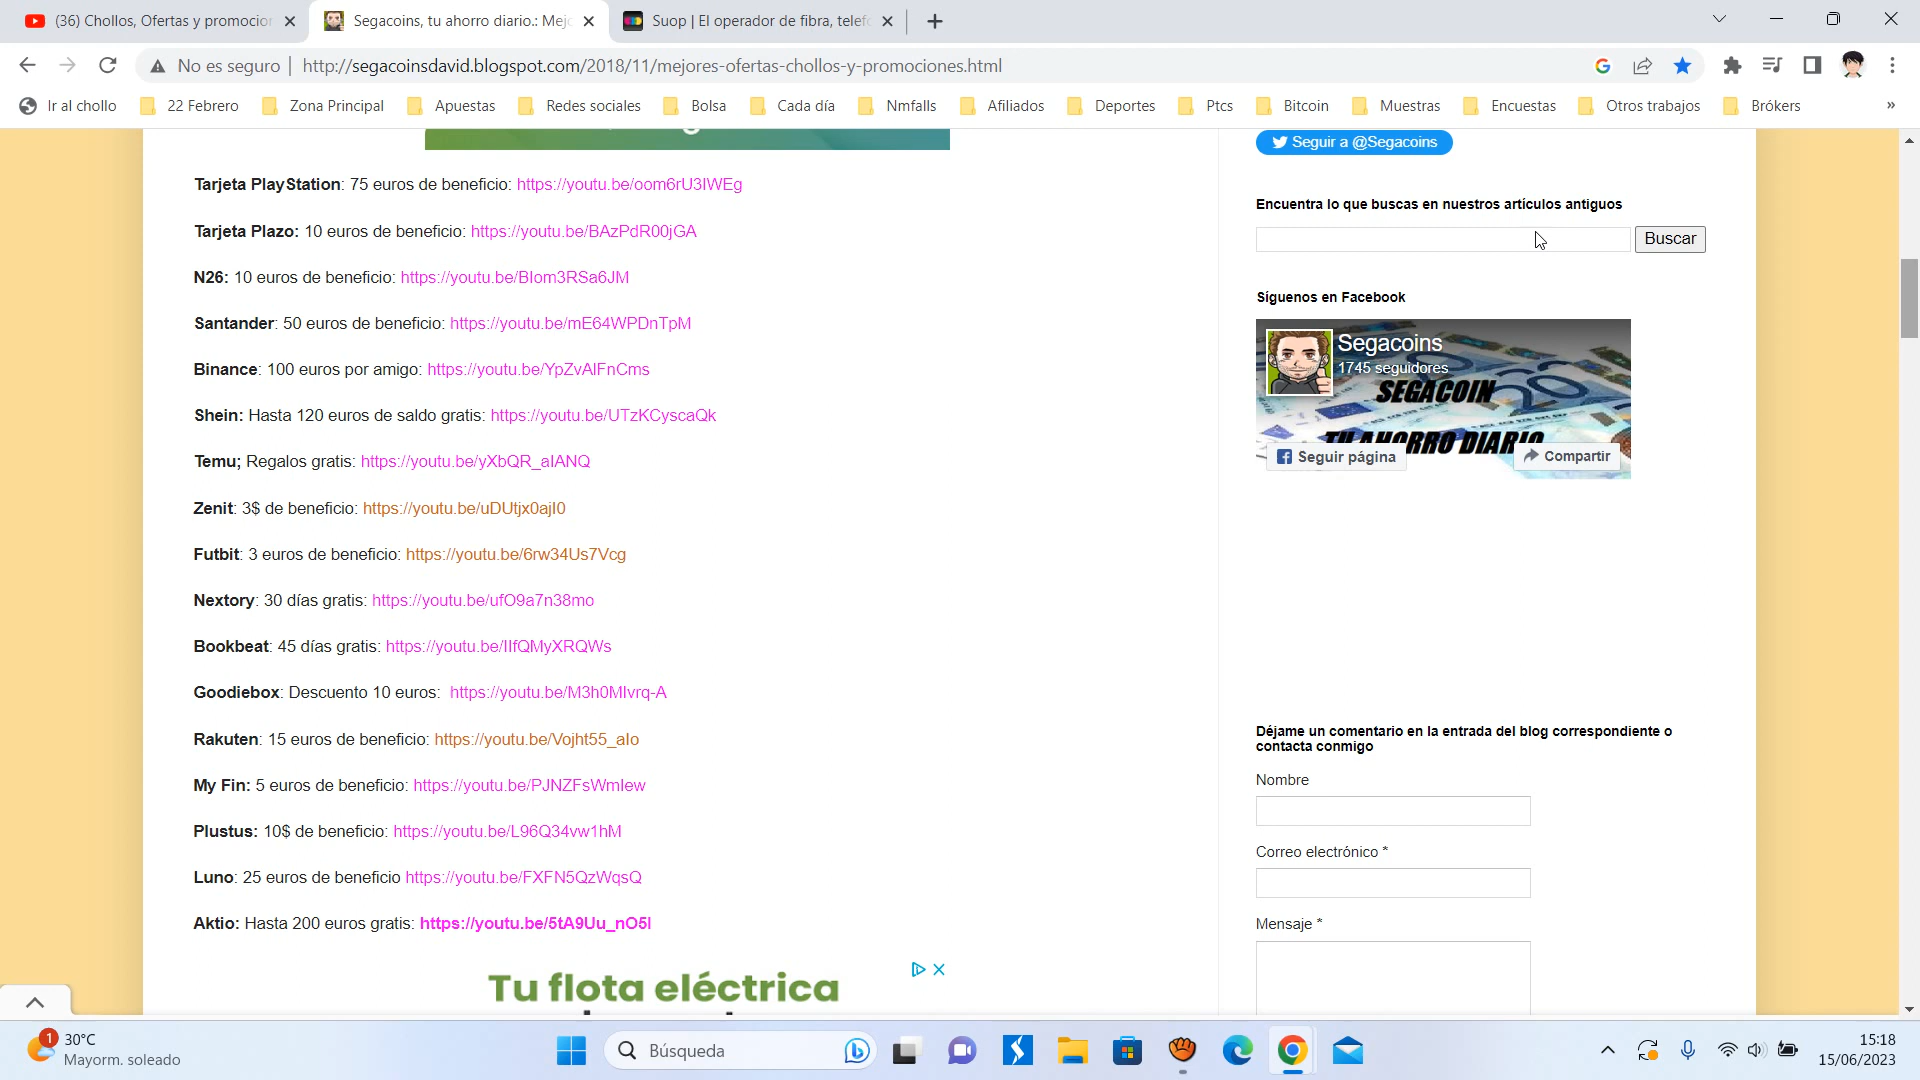 (36) Chollos, Ofertas y promocion
Segacoins, tu ahorro diario.: Mejo
Suop | El operador de fibra, telefo
No es seguro
http://segacoinsdavid.blogspot.com/2018/11/mejores-ofertas-chollos-y-promociones.html
Ir al chollo
22 Febrero
Zona Principal
Apuestas
Redes sociales
Bolsa
Cada día
Nmfalls
Afiliados
Deportes
Ptcs
Bitcoin
Muestras
Encuestas
Otros trabajos
Brókers
»
Tarjeta PlayStation: 75 euros de beneficio: https://youtu.be/oom6rU3IWEg
Tarjeta Plazo: 10 euros de beneficio: https://youtu.be/BAzPdR00jGA
N26: 10 euros de beneficio: https://youtu.be/BIom3RSa6JM
Santander: 50 euros de beneficio: https://youtu.be/mE64WPDnTpM
Binance: 100 euros por amigo: https://youtu.be/YpZvAIFnCms
Shein: Hasta 120 euros de saldo gratis: https://youtu.be/UTzKCyscaQk
Temu; Regalos gratis: https://youtu.be/yXbQR_aIANQ
Zenit: 3$ de beneficio: https://youtu.be/uDUtjx0ajI0
Futbit: 3 euros de beneficio: https://youtu.be/6rw34Us7Vcg
Nextory: 30 días gratis: https://youtu.be/ufO9a7n38mo
Bookbeat: 45 días gratis: https://youtu.be/IIfQMyXRQWs
Goodiebox: Descuento 10 euros: https://youtu.be/M3h0MIvrq-A
Rakuten: 15 euros de beneficio: https://youtu.be/Vojht55_aIo
My Fin: 5 euros de beneficio: https://youtu.be/PJNZFsWmIew
Plustus: 10$ de beneficio: https://youtu.be/L96Q34vw1hM
Luno: 25 euros de beneficio https://youtu.be/FXFN5QzWqsQ
Aktio: Hasta 200 euros gratis: https://youtu.be/5tA9Uu_nO5I
Tu flota eléctrica
Seguir a @Segacoins
Encuentra lo que buscas en nuestros artículos antiguos
Buscar
Síguenos en Facebook
Segacoins
1745 seguidores
SEGACOIN
TU AHORRO DIARIO
Seguir página
Compartir
Déjame un comentario en la entrada del blog correspondiente o
contacta conmigo
Nombre
Correo electrónico *
Mensaje *
1
30°C
Mayorm. soleado
Búsqueda
15:18
15/06/2023